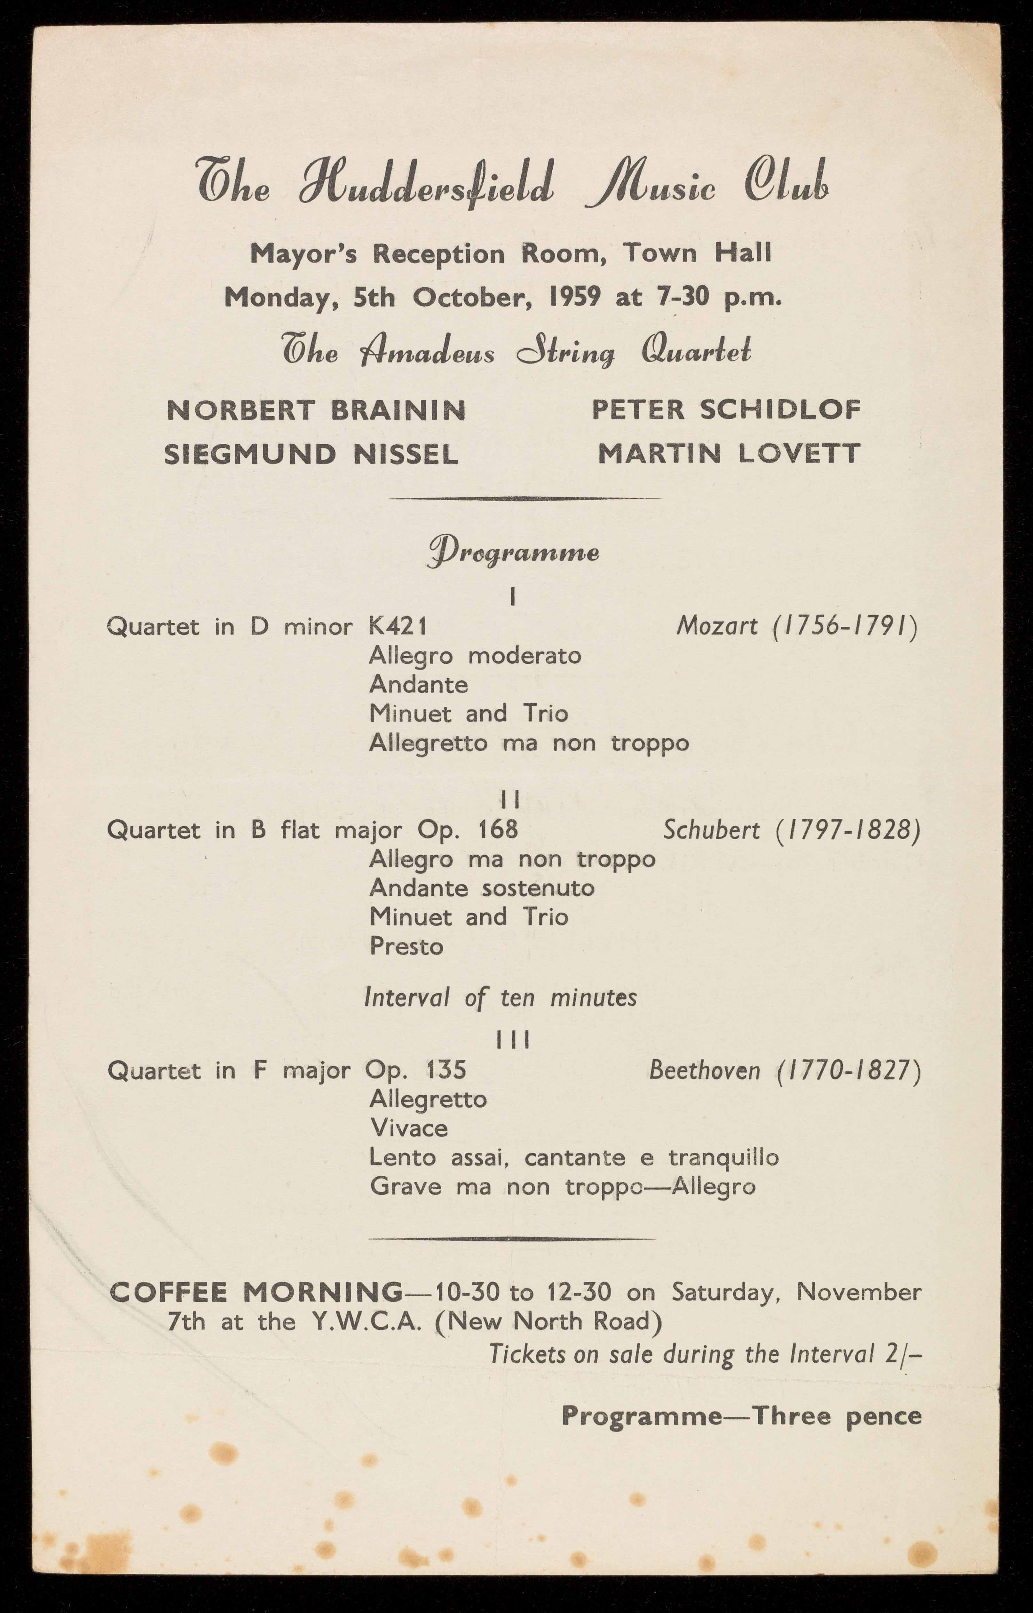 The Huddersfield Music Club
Mayor's Reception Room, Town Hall
Monday, 5th October, 1959 at 7-30 p.m.
The Amadeus String Quartet
NORBERT BRAININ PETER SCHIDLOF
SIEGMUND NISSEL MARTIN LOVETT
Programme
I
Quartet in D minor K421 Mozart (1756-1791)
Allegro moderato
Andante
Minuet and Trio
Allegretto ma non troppo
II
Quartet in B flat major Op. 168 Schubert (1797-1828)
Allegro ma non troppo
Andante sostenuto
Minuet and Trio
Presto
Interval of ten minutes
III
Quartet in F major Op. 135 Beethoven (1770-1827)
Allegretto
Vivace
Lento assai, cantante e tranquillo
Grave ma non troppo—Allegro
COFFEE MORNING—10-30 to 12-30 on Saturday, November
7th at the Y.W.C.A. (New North Road)
Tickets on sale during the Interval 2/-
Programme—Three pence